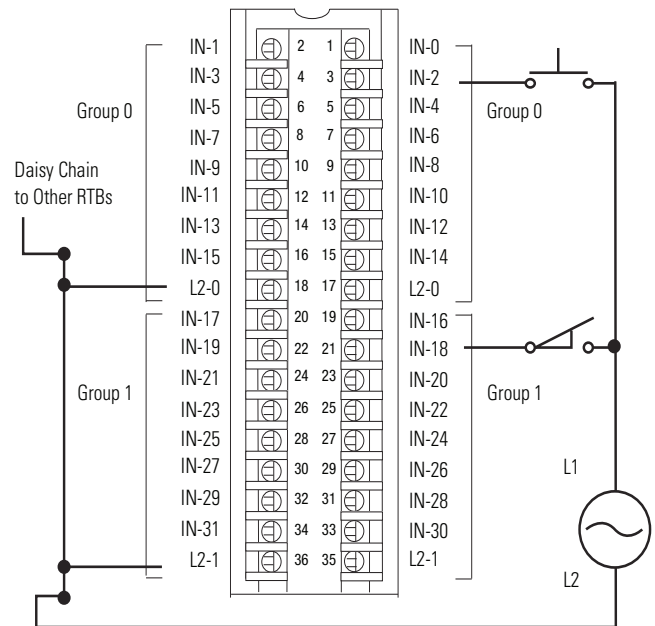 IN-1 2 1 IN-0
IN-3 4 3 IN-2
IN-5 6 5 IN-4
Group 0 Group 0
IN-7 8 7 IN-6
IN-9 10 9 IN-8
Daisy Chain
to Other RTBs
IN-11 12 11 IN-10
IN-13 14 13 IN-12
IN-15 16 15 IN-14
L2-0 18 17 L2-0
IN-17 20 19 IN-16
IN-19 22 21 IN-18
IN-21 24 23 IN-20
Group 1 Group 1
IN-23 26 25 IN-22
IN-25 28 27 IN-24
IN-27 30 29 IN-26
L1
IN-29 32 31 IN-28
IN-31 34 33 IN-30
L2-1 36 35 L2-1
L2